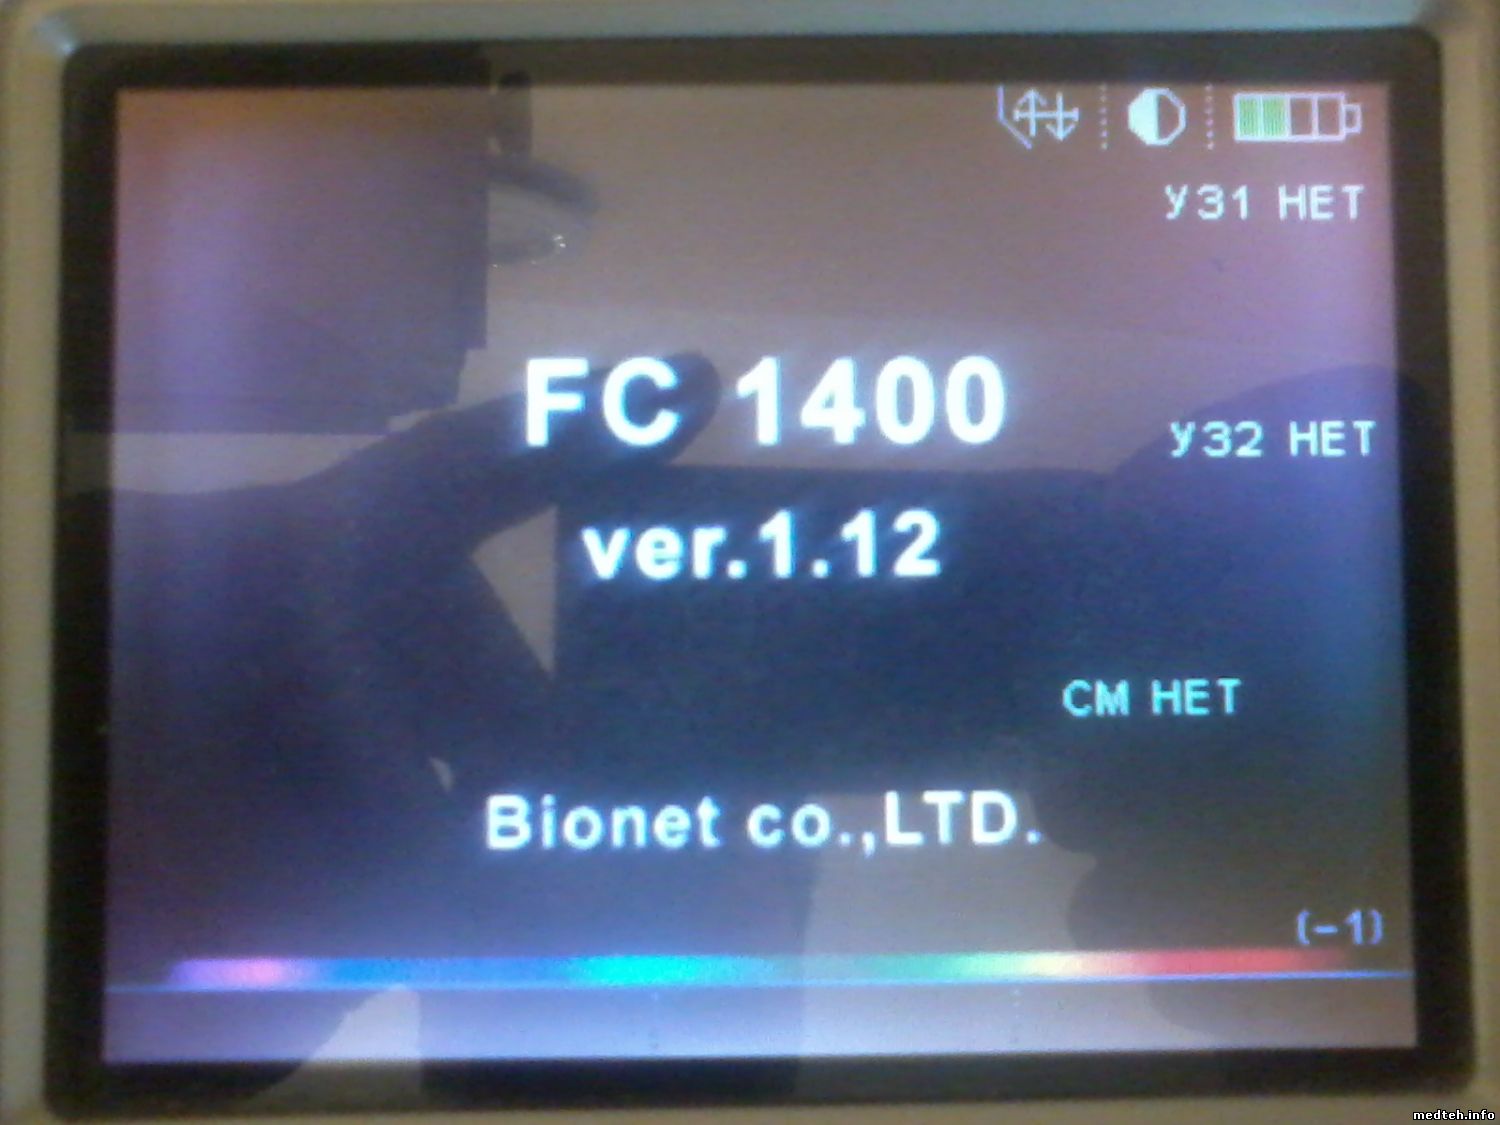 УЗ1 НЕТ
FC 1400
УЗ2 НЕТ
ver.1.12
СМ НЕТ
Bionet co.,LTD.
(-1)
medteh.info